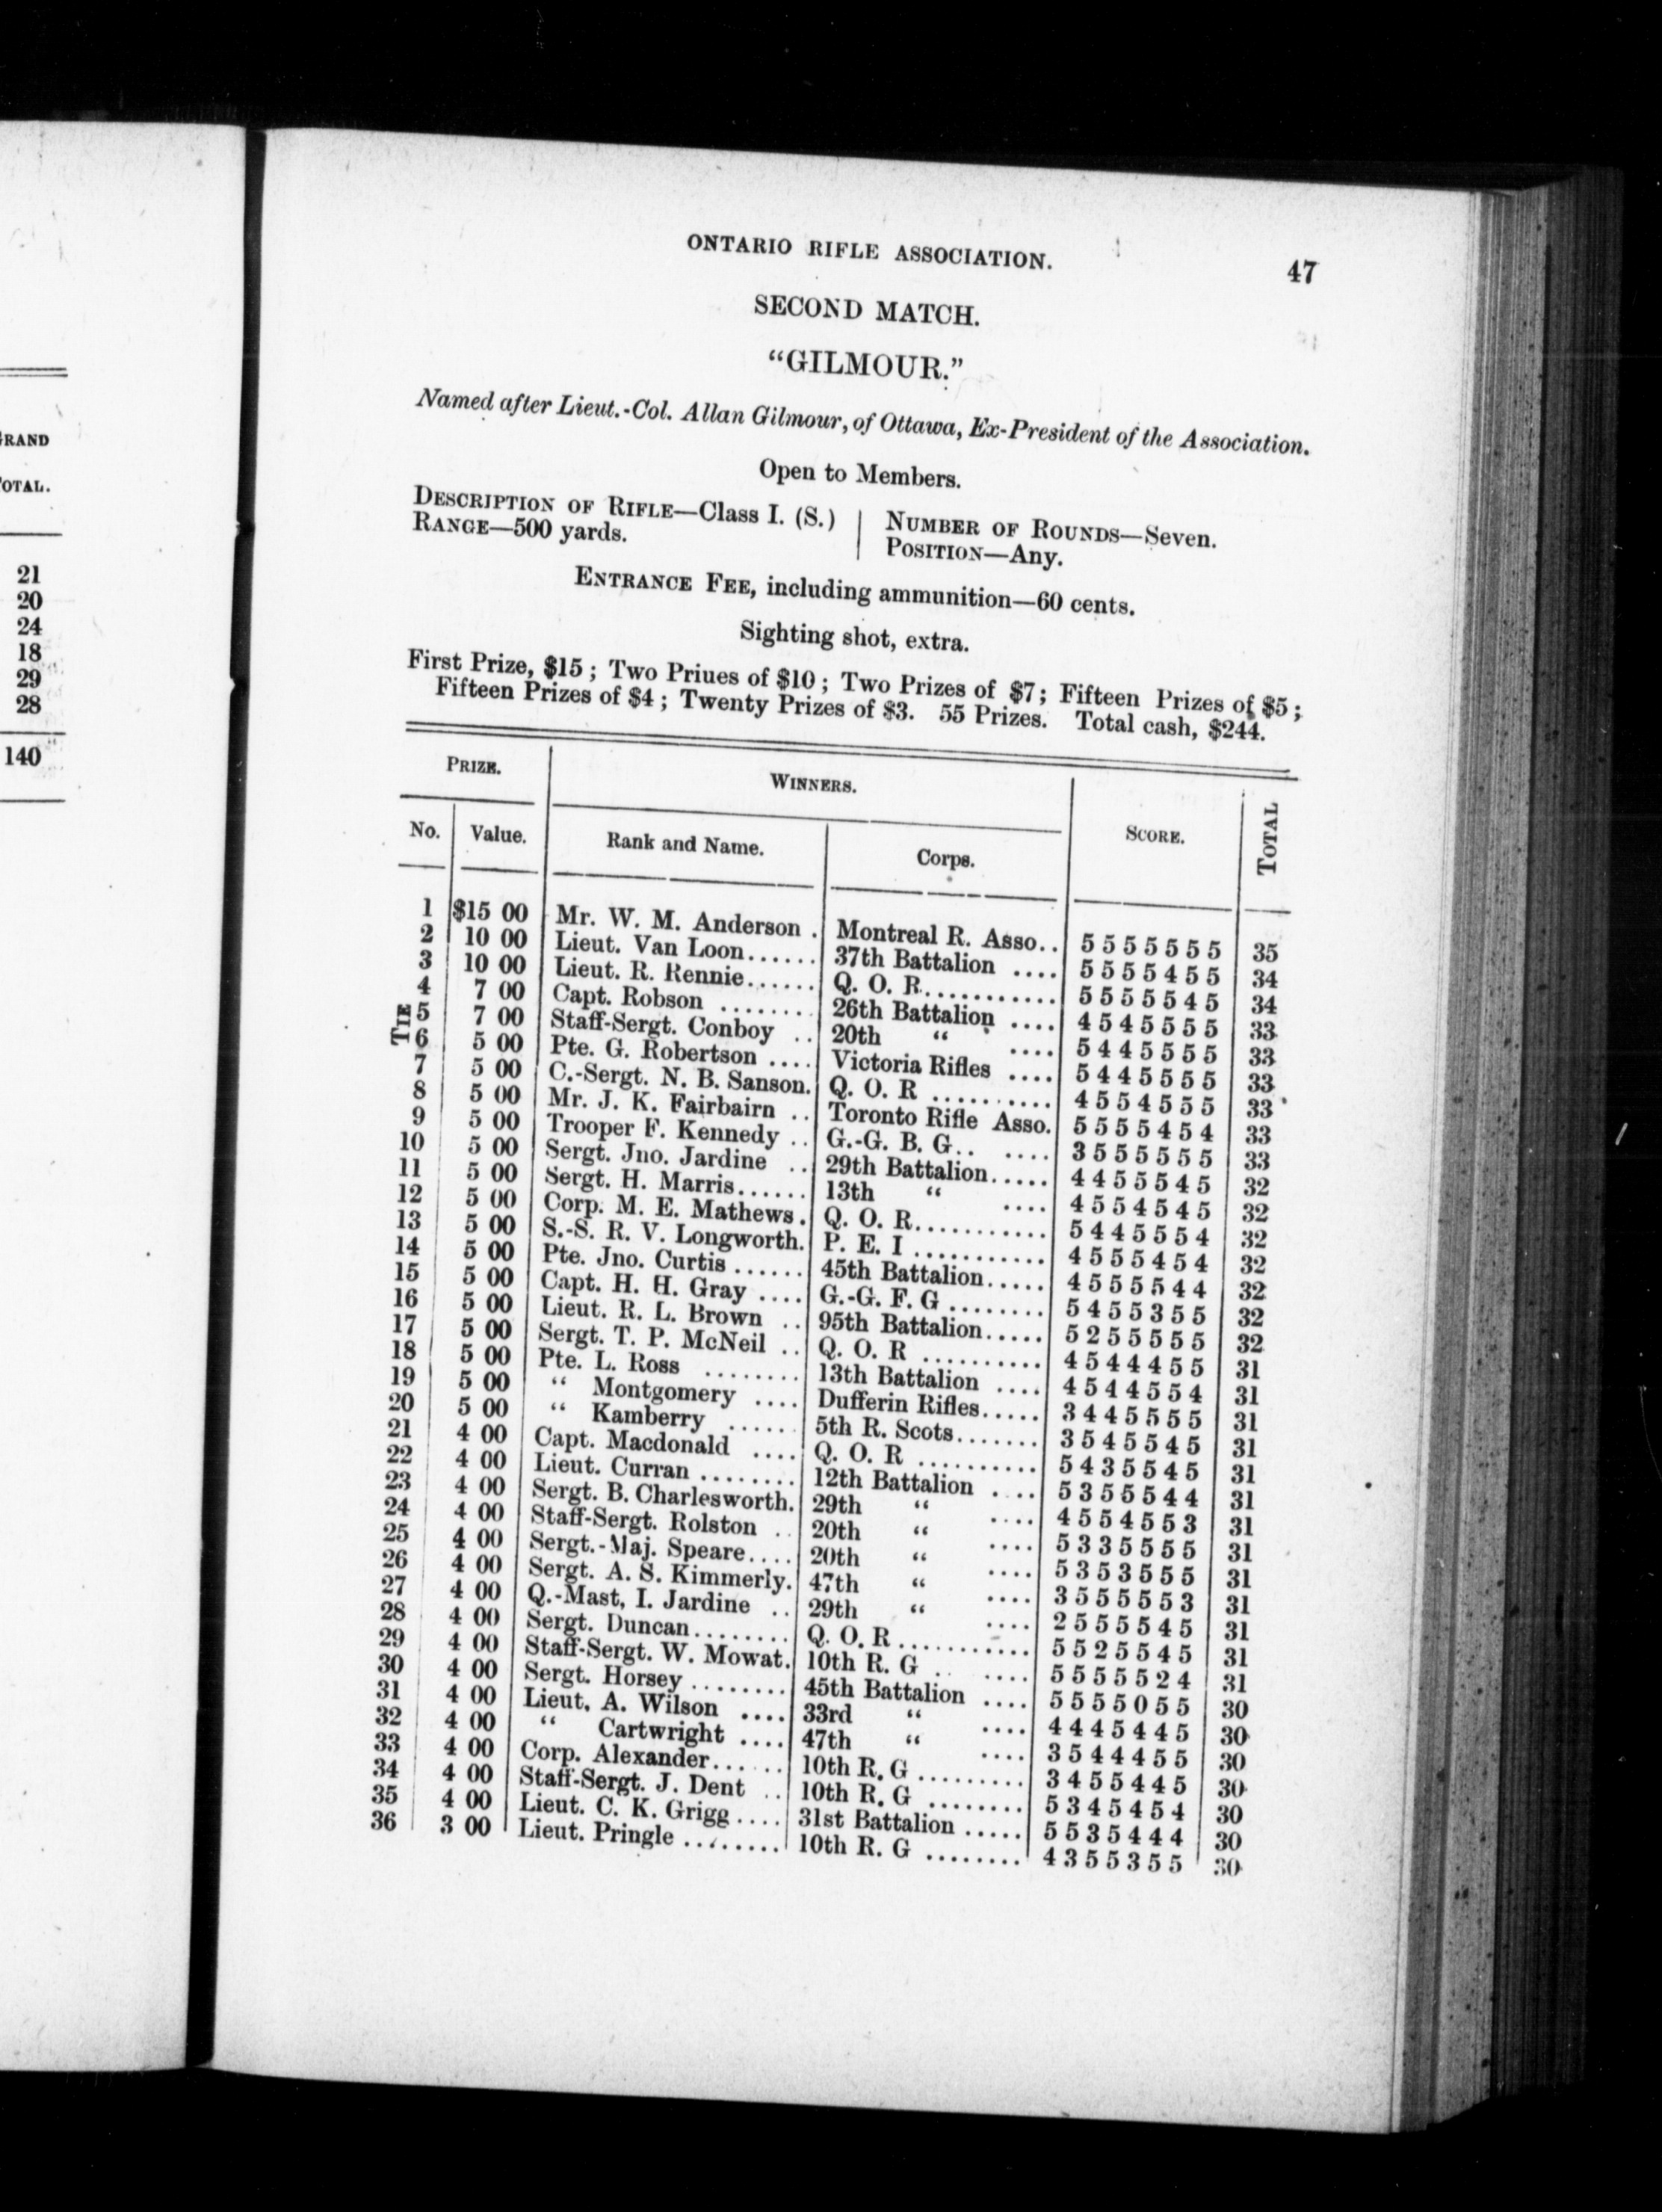 GRAND
TOTAL.
21
20
24
18
29
28
140
ONTARIO RIFLE ASSOCIATION. 47
SECOND MATCH.
"GILMOUR."
Named after Lieut.-Col. Allan Gilmour, of Ottawa, Ex-President of the Association.
Open to Members.
DESCRIPTION OF RIFLE—Class I. (S.) | NUMBER OF ROUNDS—Seven.
RANGE—500 yards. | POSITION—Any.
ENTRANCE FEE, including ammunition—60 cents.
Sighting shot, extra.
First Prize, $15; Two Priues of $10; Two Prizes of $7; Fifteen Prizes of $5;
Fifteen Prizes of $4; Twenty Prizes of $3. 55 Prizes. Total cash, $244.
PRIZE. WINNERS. SCORE. TOTAL
No. Value. Rank and Name. Corps.
1 $15 00 Mr. W. M. Anderson . Montreal R. Asso.. 5 5 5 5 5 5 5 35
2 10 00 Lieut. Van Loon...... 37th Battalion .... 5 5 5 5 4 5 5 34
3 10 00 Lieut. R. Rennie...... Q. O. R........... 5 5 5 5 5 4 5 34
4 7 00 Capt. Robson ........ 26th Battalion .... 4 5 4 5 5 5 5 33
TIE
5 7 00 Staff-Sergt. Conboy .. 20th " .... 5 4 4 5 5 5 5 33
6 5 00 Pte. G. Robertson .... Victoria Rifles .... 5 4 4 5 5 5 5 33
7 5 00 C.-Sergt. N. B. Sanson. Q. O. R .......... 4 5 5 4 5 5 5 33
8 5 00 Mr. J. K. Fairbairn .. Toronto Rifle Asso. 5 5 5 5 4 5 4 33
9 5 00 Trooper F. Kennedy .. G.-G. B. G.. .... 3 5 5 5 5 5 5 33
10 5 00 Sergt. Jno. Jardine .. 29th Battalion..... 4 4 5 5 5 4 5 32
11 5 00 Sergt. H. Marris...... 13th " .... 4 5 5 4 5 4 5 32
12 5 00 Corp. M. E. Mathews. Q. O. R........... 5 4 4 5 5 5 4 32
13 5 00 S.-S. R. V. Longworth. P. E. I ........... 4 5 5 5 4 5 4 32
14 5 00 Pte. Jno. Curtis ...... 45th Battalion..... 4 5 5 5 5 4 4 32
15 5 00 Capt. H. H. Gray .... G.-G. F. G ........ 5 4 5 5 3 5 5 32
16 5 00 Lieut. R. L. Brown .. 95th Battalion..... 5 2 5 5 5 5 5 32
17 5 00 Sergt. T. P. McNeil .. Q. O. R .......... 4 5 4 4 4 5 5 31
18 5 00 Pte. L. Ross ........ 13th Battalion .... 4 5 4 4 5 5 4 31
19 5 00 " Montgomery .... Dufferin Rifles..... 3 4 4 5 5 5 5 31
20 5 00 " Kamberry ...... 5th R. Scots....... 3 5 4 5 5 4 5 31
21 4 00 Capt. Macdonald .... Q. O. R .......... 5 4 3 5 5 4 5 31
22 4 00 Lieut. Curran ........ 12th Battalion .... 5 3 5 5 5 4 4 31
23 4 00 Sergt. B. Charlesworth. 29th " .... 4 5 5 4 5 5 3 31
24 4 00 Staff-Sergt. Rolston .. 20th " .... 5 3 3 5 5 5 5 31
25 4 00 Sergt.-Maj. Speare.... 20th " .... 5 3 5 3 5 5 5 31
26 4 00 Sergt. A. S. Kimmerly. 47th " .... 3 5 5 5 5 5 3 31
27 4 00 Q.-Mast, I. Jardine .. 29th " .... 2 5 5 5 5 4 5 31
28 4 00 Sergt. Duncan........ Q. O. R........... 5 5 2 5 5 4 5 31
29 4 00 Staff-Sergt. W. Mowat. 10th R. G .. .... 5 5 5 5 5 2 4 31
30 4 00 Sergt. Horsey ........ 45th Battalion .... 5 5 5 5 0 5 5 30
31 4 00 Lieut. A. Wilson .... 33rd " .... 4 4 4 5 4 4 5 30
32 4 00 " Cartwright .... 47th " .... 3 5 4 4 4 5 5 30
33 4 00 Corp. Alexander...... 10th R. G ......... 3 4 5 5 4 4 5 30
34 4 00 Staff-Sergt. J. Dent .. 10th R. G ........ 5 3 4 5 4 5 4 30
35 4 00 Lieut. C. K. Grigg .... 31st Battalion ..... 5 5 3 5 4 4 4 30
36 3 00 Lieut. Pringle ........ 10th R. G ........ 4 3 5 5 3 5 5 30